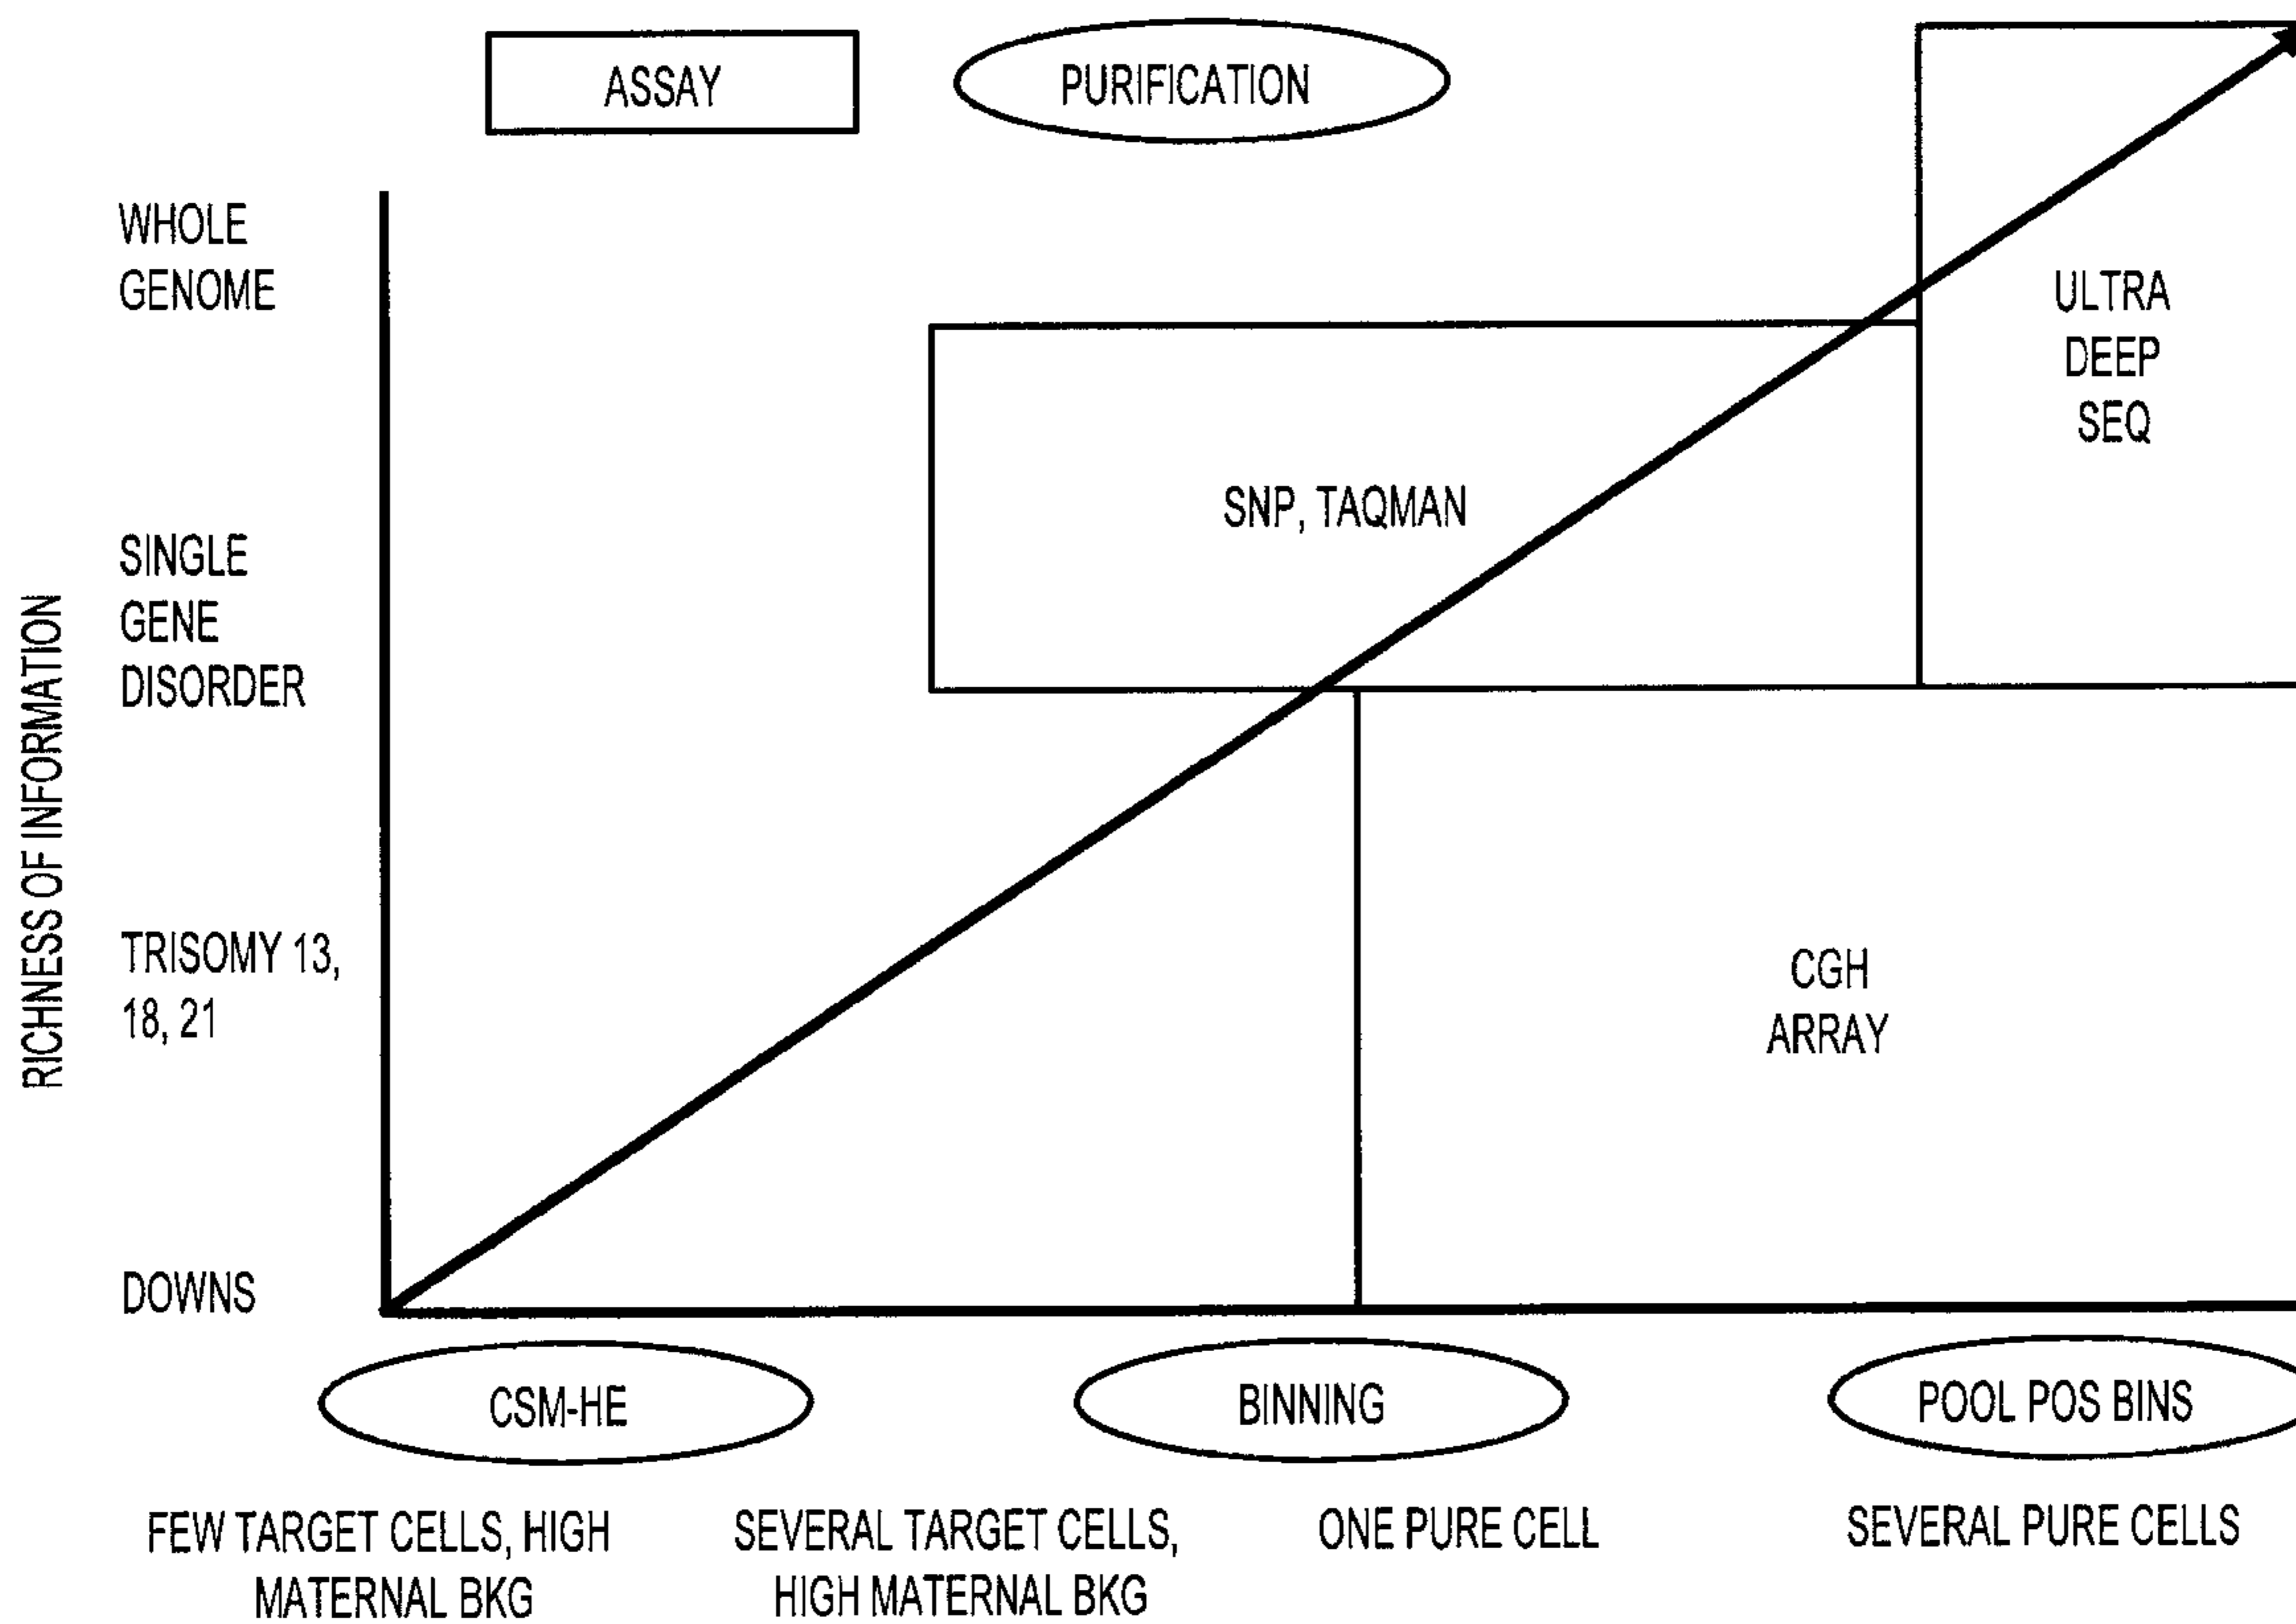 ASSAY
PURIFICATION
WHOLE
GENOME
ULTRA
DEEP
SEQ
SNP, TAQMAN
SINGLE
GENE
DISORDER
RICHNESS OF INFORMATION
TRISOMY 13,
18, 21
CGH
ARRAY
DOWNS
CSM-HE
BINNING
POOL POS BINS
FEW TARGET CELLS, HIGH
MATERNAL BKG
SEVERAL TARGET CELLS,
HIGH MATERNAL BKG
ONE PURE CELL
SEVERAL PURE CELLS